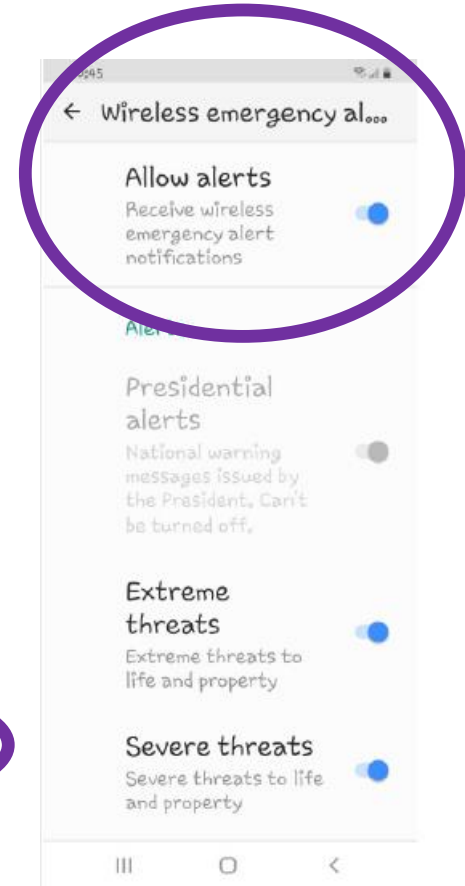 :45
Wireless emergency al...
Allow alerts
Receive wireless
emergency alert
notifications
Presidential
alerts
National warning
messages issued by
the President. Can't
be turned off.
Extreme
threats
Extreme threats to
life and property
Severe threats
Severe threats to life
and property